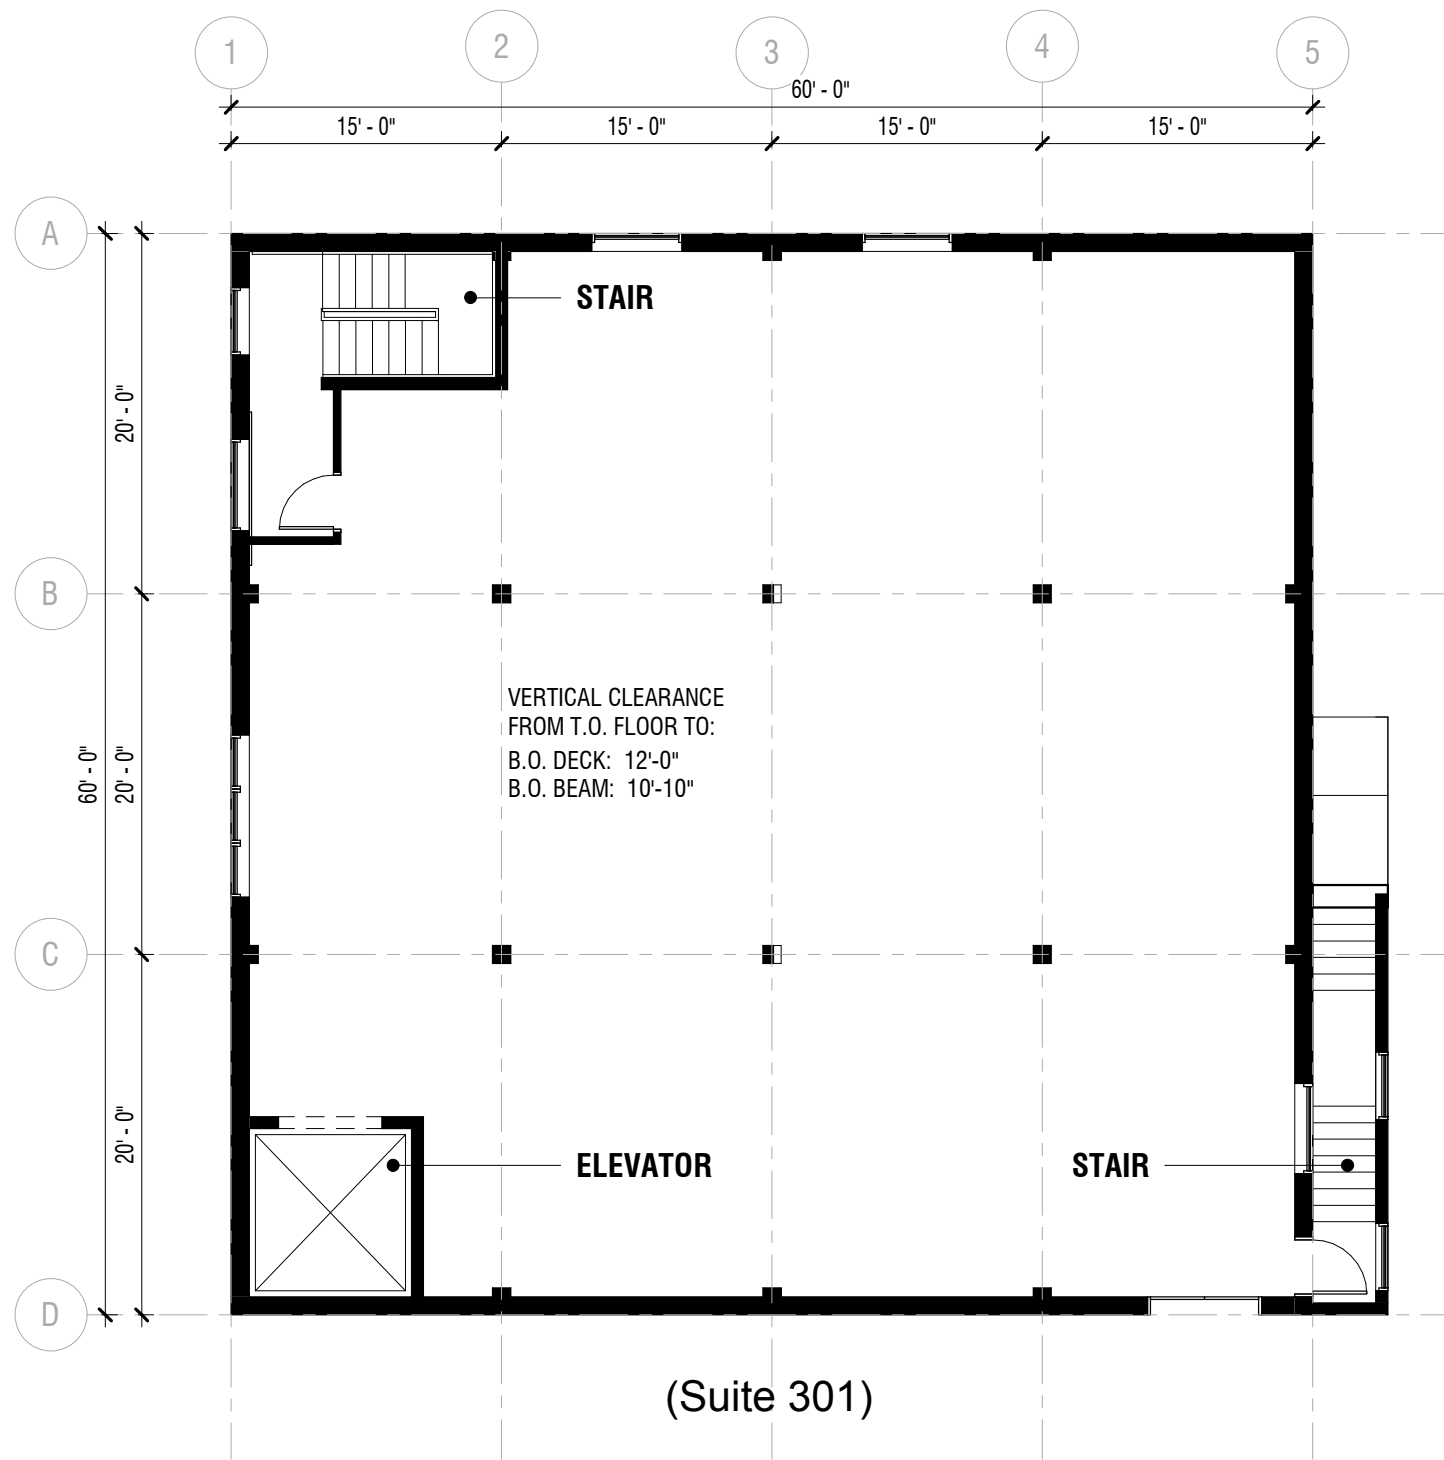 1
2
3
4
5
60' - 0"
15' - 0"
15' - 0"
15' - 0"
15' - 0"
A
STAIR
20' - 0"
B
VERTICAL CLEARANCE
FROM T.O. FLOOR TO:
B.O. DECK: 12'-0"
B.O. BEAM: 10'-10"
60' - 0"
20' - 0"
C
20' - 0"
ELEVATOR
STAIR
D
(Suite 301)